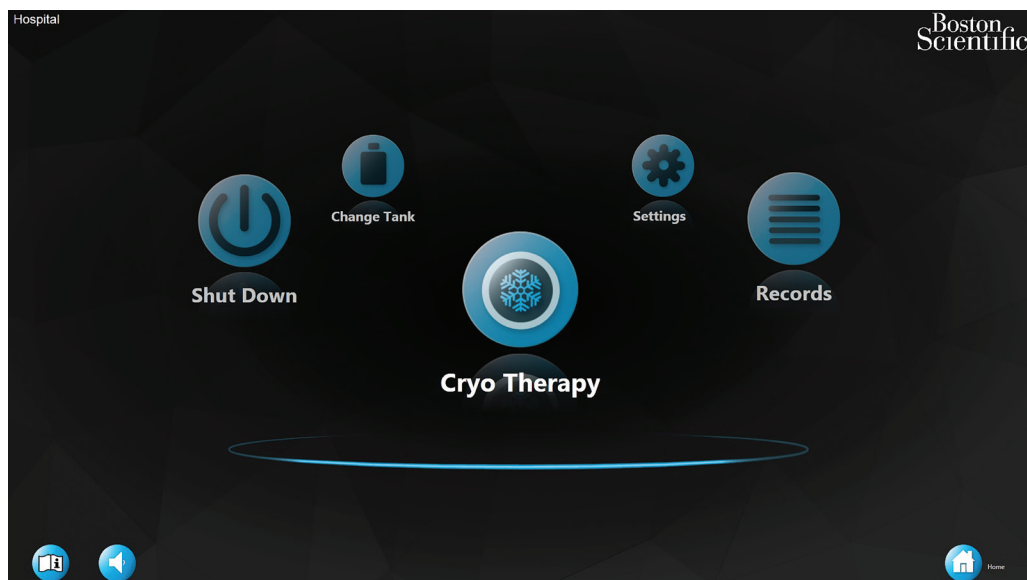 Hospital
Boston
Scientific
Change Tank
Settings
Shut Down
Records
Cryo Therapy
Home